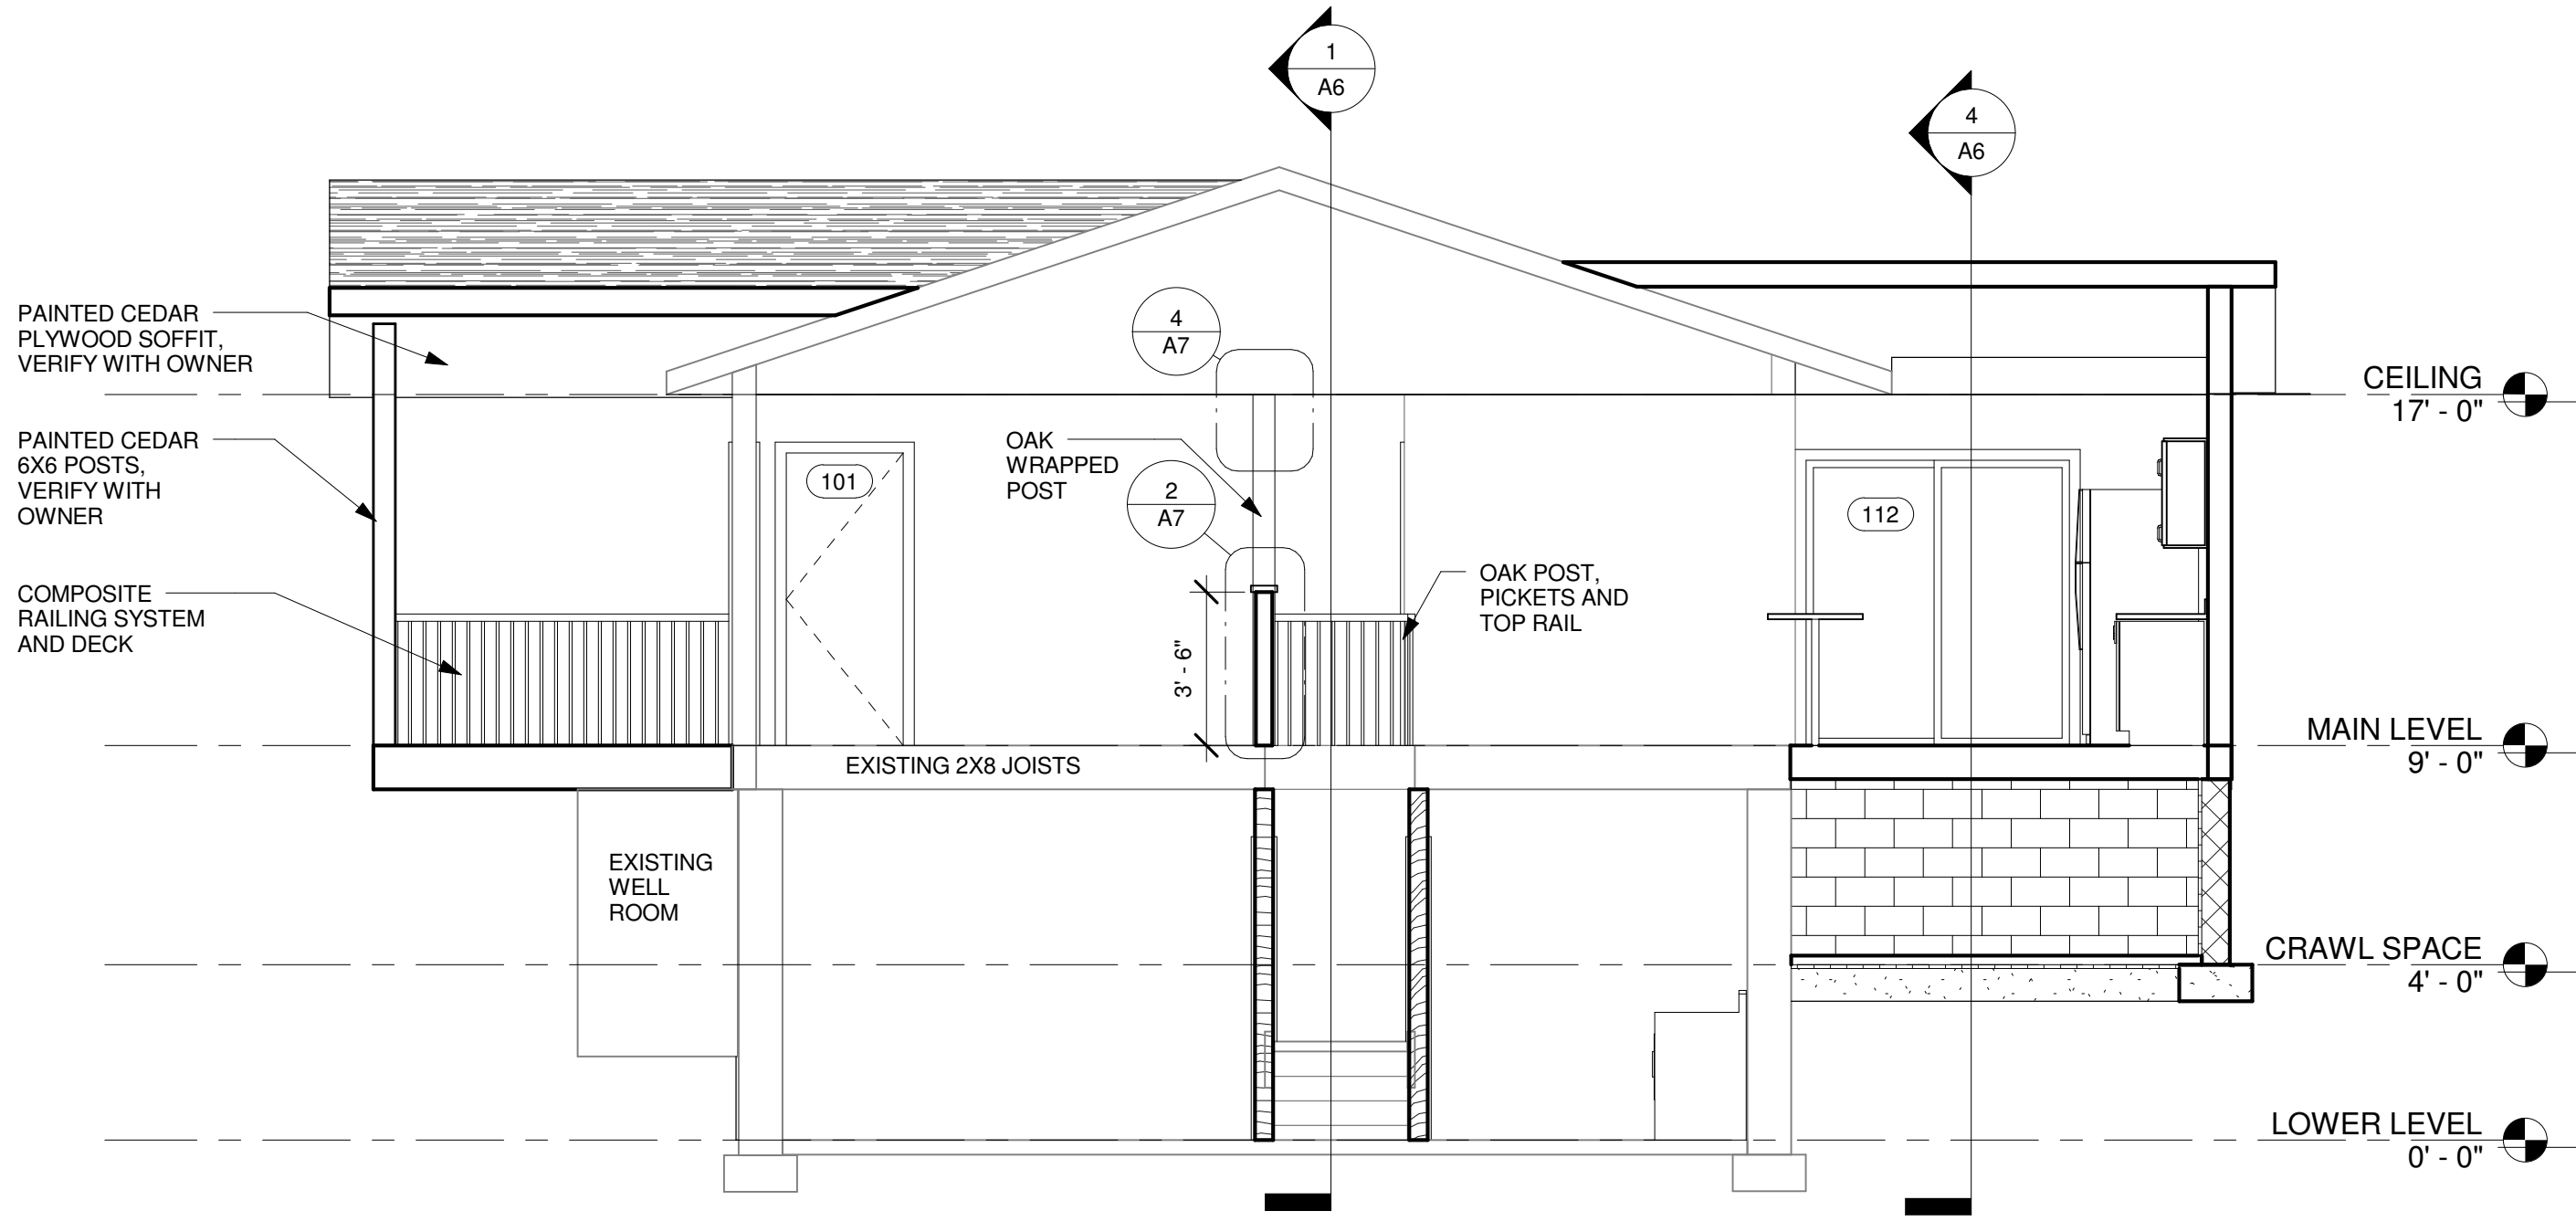 1
A6
4
A6
PAINTED CEDAR
PLYWOOD SOFFIT,
VERIFY WITH OWNER
4
A7
CEILING
17' - 0"
PAINTED CEDAR
6X6 POSTS,
VERIFY WITH
OWNER
101
OAK
WRAPPED
POST
2
A7
112
COMPOSITE
RAILING SYSTEM
AND DECK
3' - 6"
OAK POST,
PICKETS AND
TOP RAIL
MAIN LEVEL
9' - 0"
EXISTING 2X8 JOISTS
EXISTING
WELL
ROOM
CRAWL SPACE
4' - 0"
LOWER LEVEL
0' - 0"